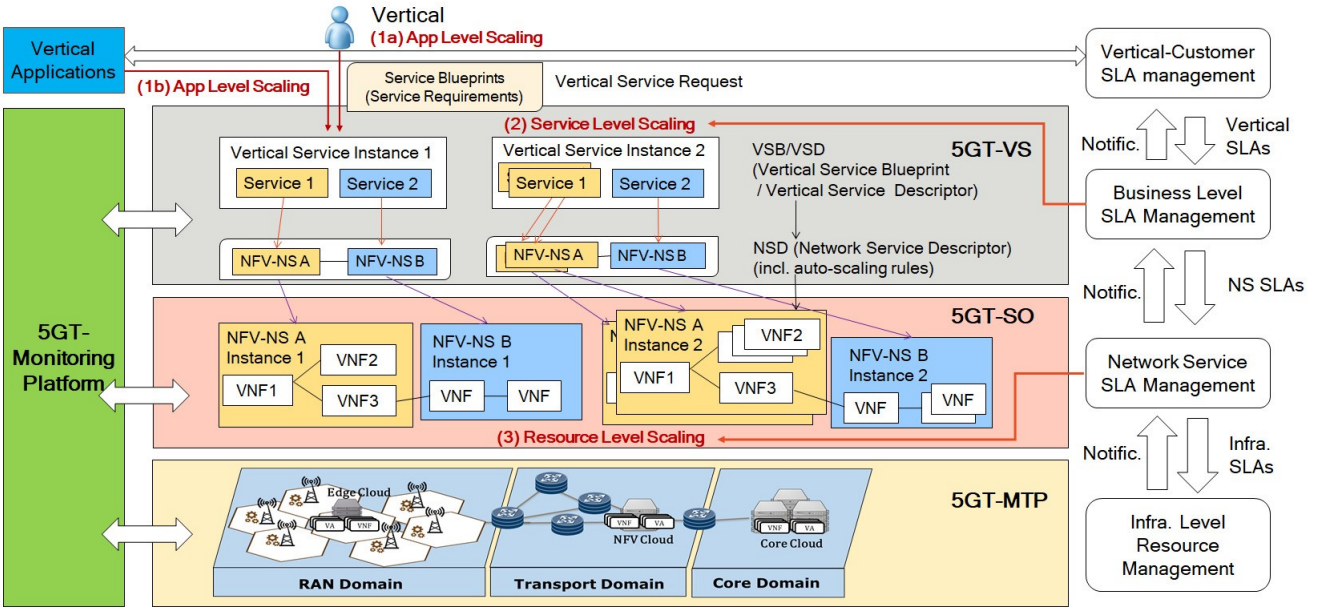 Vertical
(1a) App Level Scaling
Vertical
Applications
(1b) App Level Scaling
Service Blueprints
(Service Requirements)
Vertical Service Request
Vertical-Customer
SLA management
Notific.
Vertical
SLAs
Business Level
SLA Management
Notific.
NS SLAs
Network Service
SLA Management
Notific.
Infra.
SLAs
Infra. Level
Resource
Management
5GT-
Monitoring
Platform
(2) Service Level Scaling
5GT-VS
Vertical Service Instance 1
Service 1
Service 2
NFV-NS A
NFV-NS B
Vertical Service Instance 2
Service 1
Service 2
NFV-NS A
NFV-NS B
VSB/VSD
(Vertical Service Blueprint
/ Vertical Service Descriptor)
NSD (Network Service Descriptor)
(incl. auto-scaling rules)
5GT-SO
NFV-NS A
Instance 1
VNF1
VNF2
VNF3
NFV-NS B
Instance 1
VNF
VNF
NFV-NS A
Instance 2
VNF1
VNF2
VNF3
NFV-NS B
Instance 2
VNF
VNF
(3) Resource Level Scaling
5GT-MTP
Edge Cloud
VA
VNF
RAN Domain
VNF
VA
NFV Cloud
Transport Domain
VNF
VA
Core Cloud
Core Domain